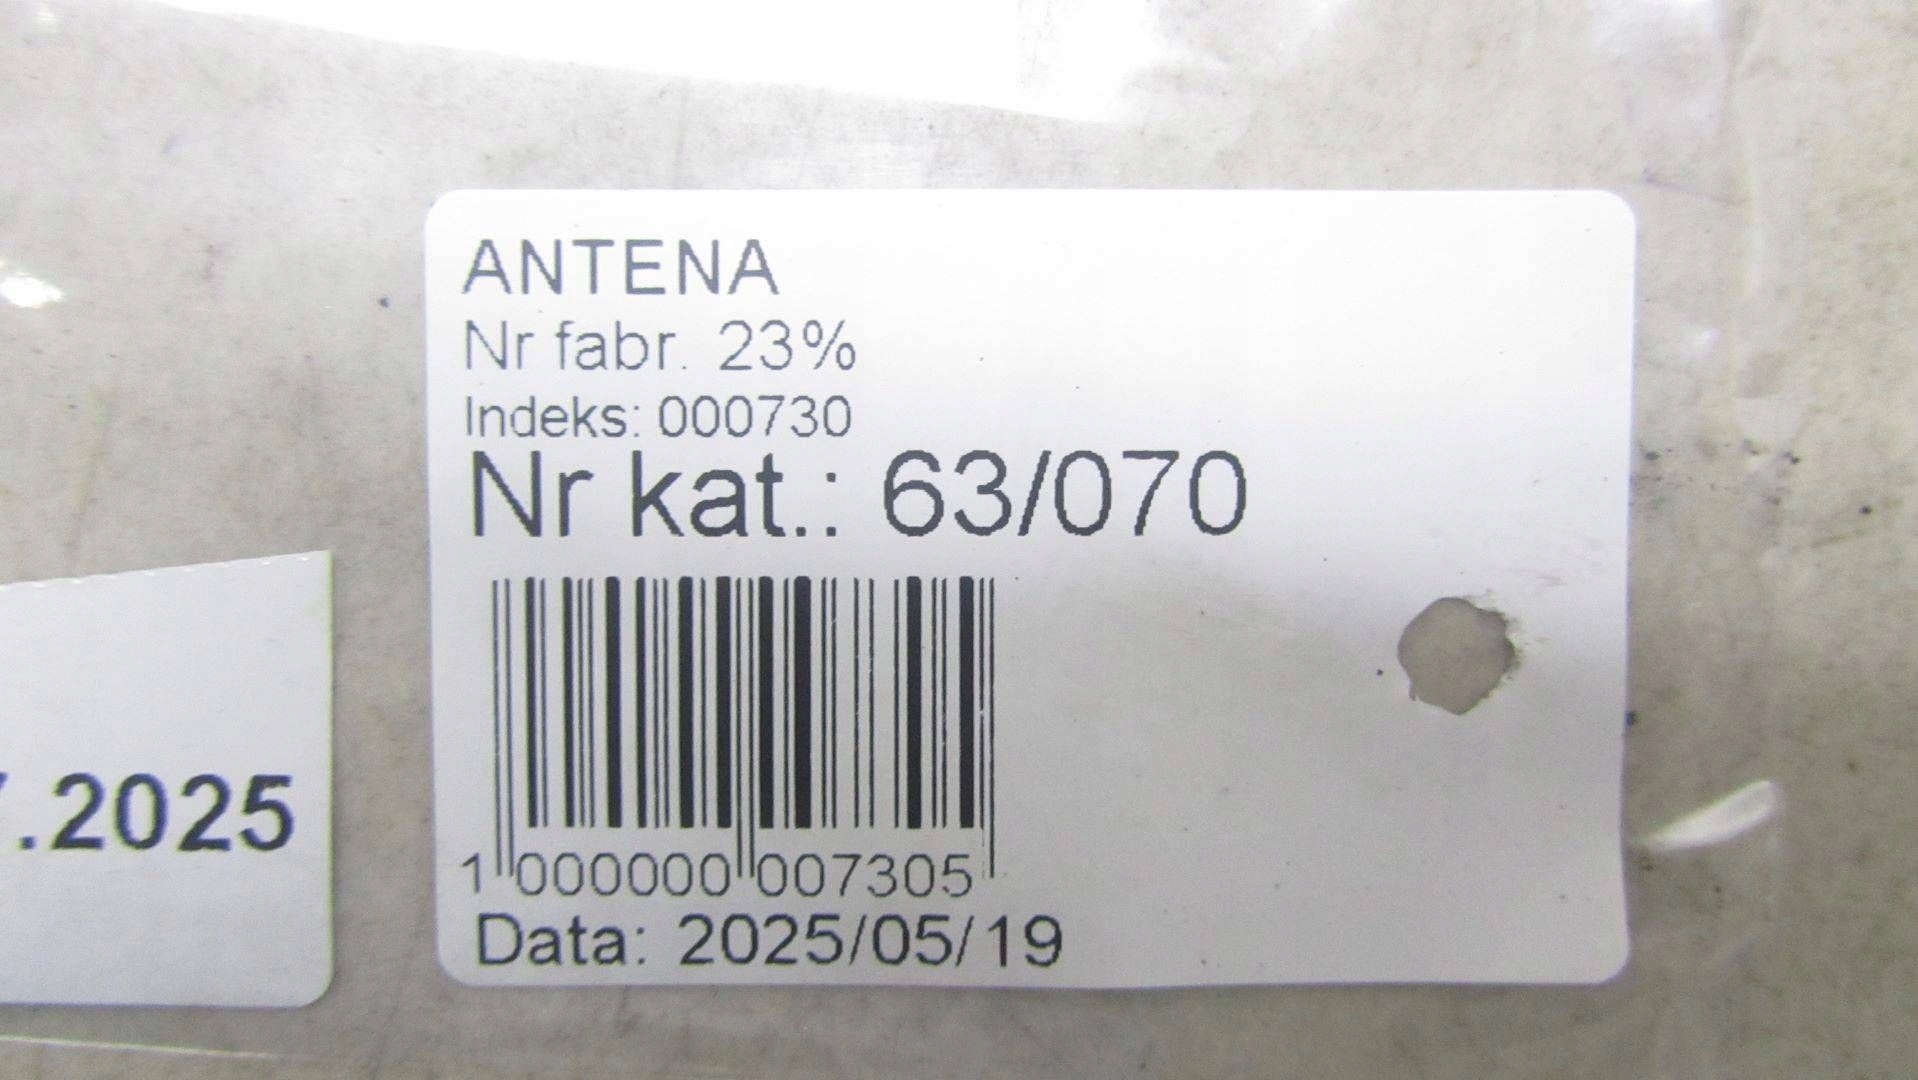 ANTENA
Nr fabr. 23%
Indeks: 000730
Nr kat.: 63/070
1 000000 007305
Data: 2025/05/19
.2025